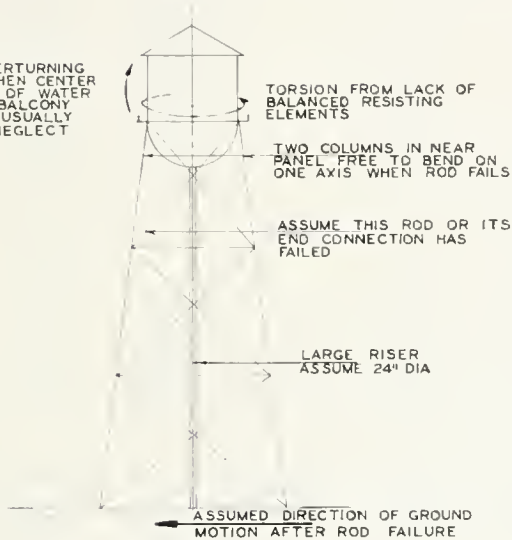 ERTURNING
HEN CENTER
OF WATER
BALCONY
USUALLY
NEGLECT
TORSION FROM LACK OF
BALANCED RESISTING
ELEMENTS
TWO COLUMNS IN NEAR
PANEL FREE TO BEND ON
ONE AXIS WHEN ROD FAILS
ASSUME THIS ROD OR ITS
END CONNECTION HAS
FAILED
LARGE RISER
ASSUME 24" DIA
ASSUMED DIRECTION OF GROUND
MOTION AFTER ROD FAILURE